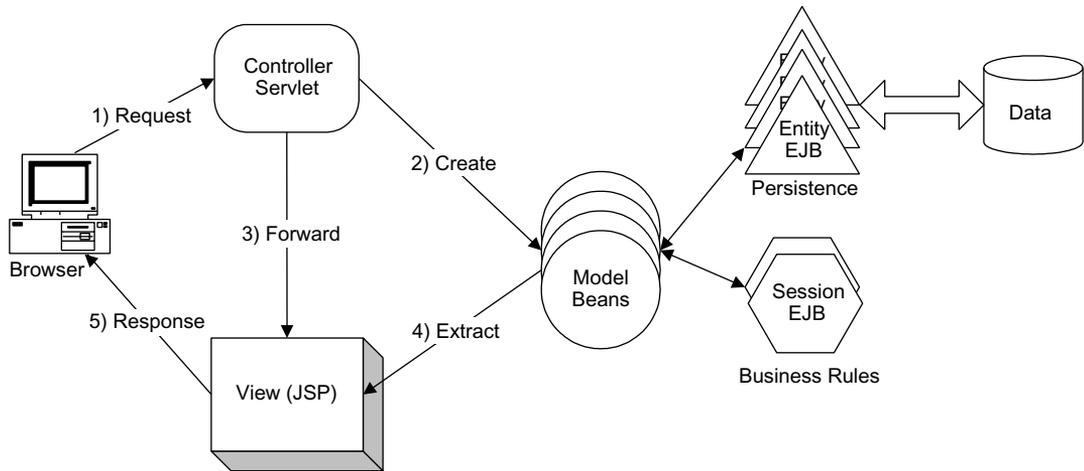 Controller
Servlet
1) Request
2) Create
3) Forward
Browser
5) Response
4) Extract
View (JSP)
Model
Beans
Entity
EJB
Persistence
Data
Session
EJB
Business Rules